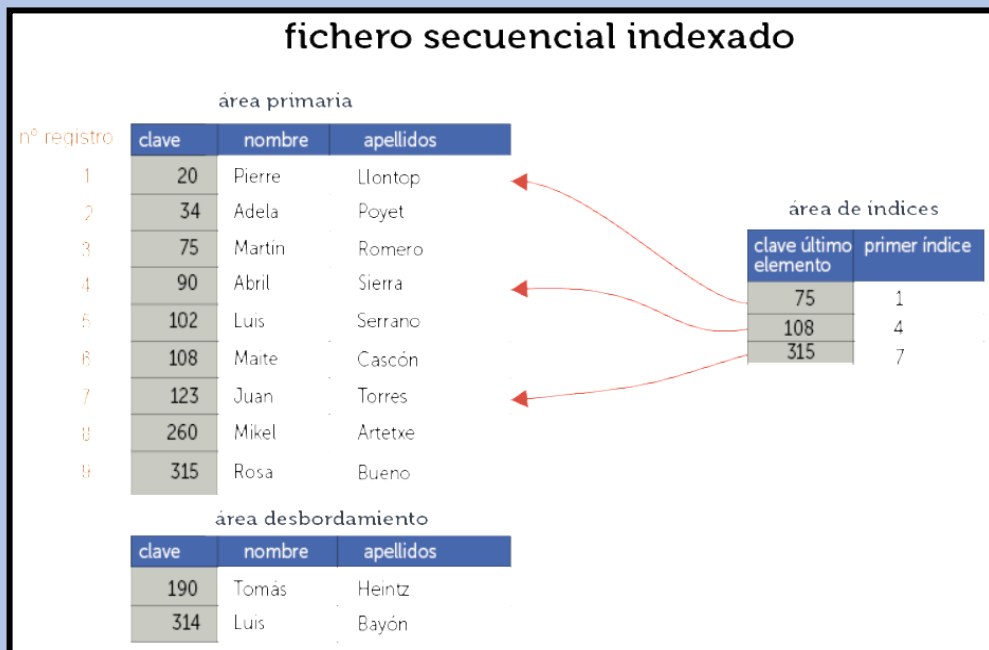 fichero secuencial indexado
área primaria
nº registro clave nombre apellidos
1 20 Pierre Llontop
2 34 Adela Poyet
3 75 Martín Romero
4 90 Abril Sierra
5 102 Luis Serrano
6 108 Maite Cascón
7 123 Juan Torres
8 260 Mikel Artetxe
9 315 Rosa Bueno
área de índices
clave último elemento primer índice
75 1
108 4
315 7
área desbordamiento
clave nombre apellidos
190 Tomás Heintz
314 Luis Bayón